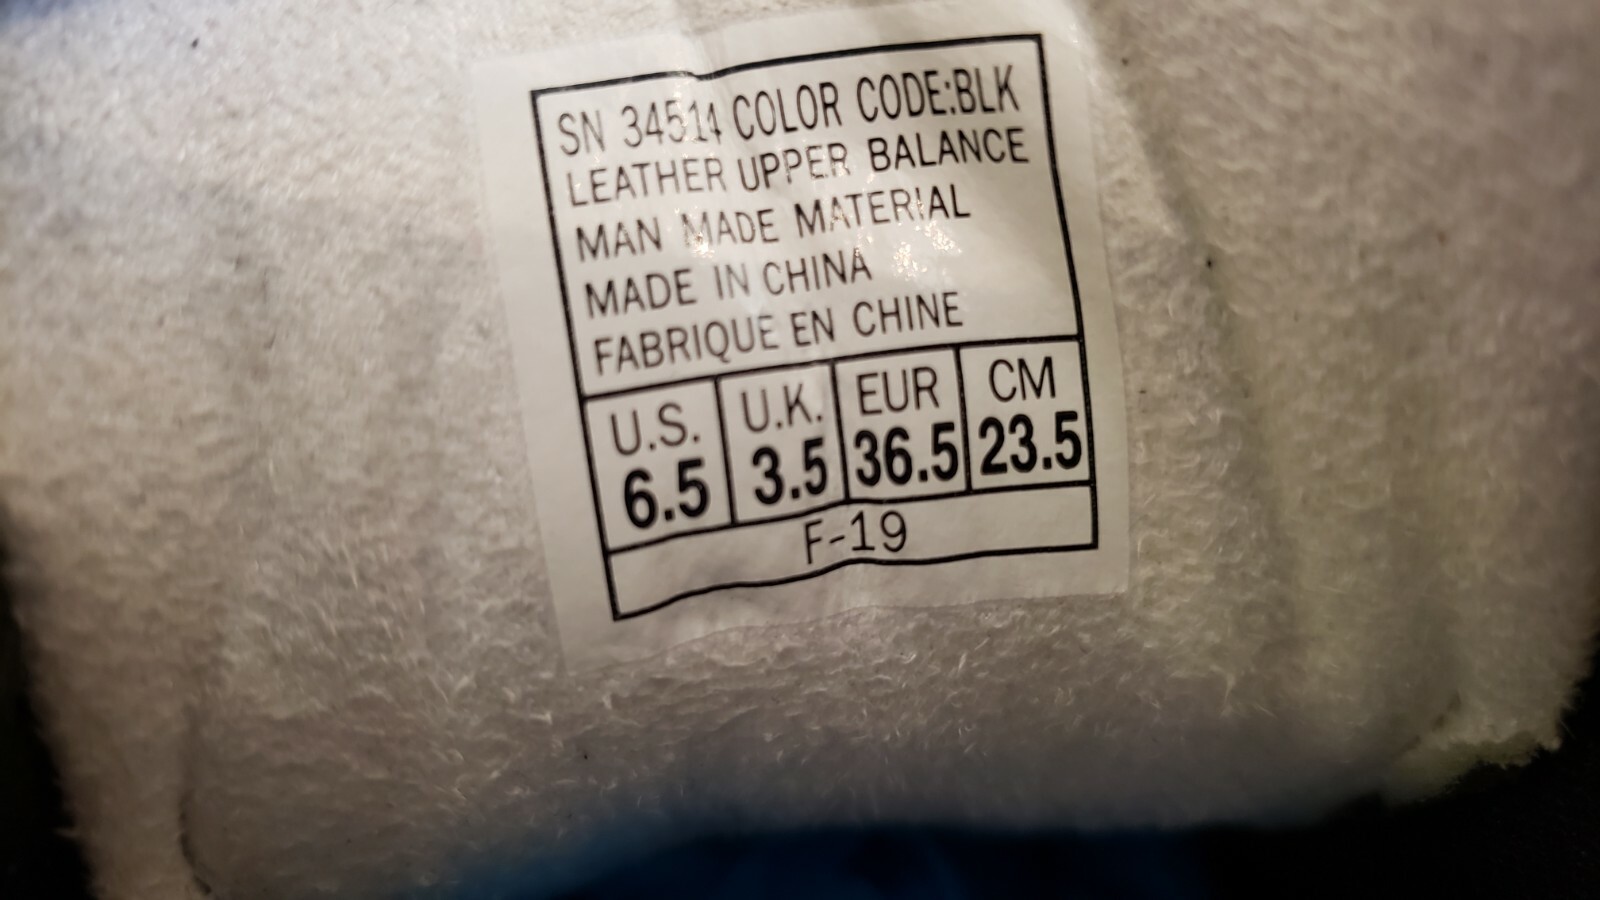 SN 34514 COLOR CODE:BLK
LEATHER UPPER BALANCE
MAN MADE MATERIAL
MADE IN CHINA
FABRIQUE EN CHINE
U.S. U.K. EUR CM
6.5 3.5 36.5 23.5
F-19